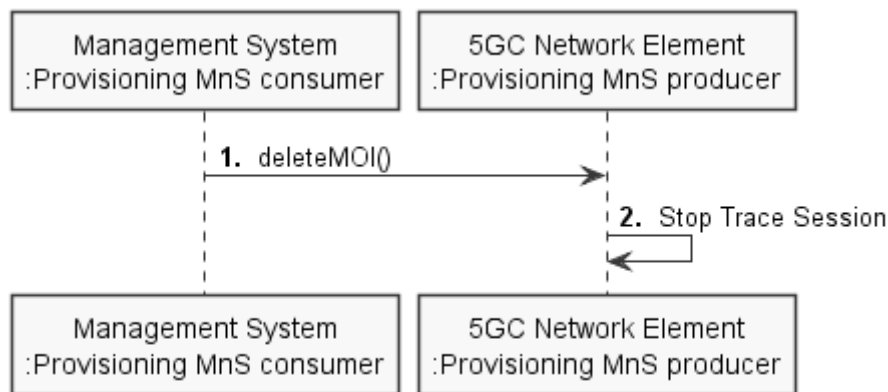 Management System
:Provisioning MnS consumer
5GC Network Element
:Provisioning MnS producer
1. deleteMOI()
2. Stop Trace Session
Management System
:Provisioning MnS consumer
5GC Network Element
:Provisioning MnS producer